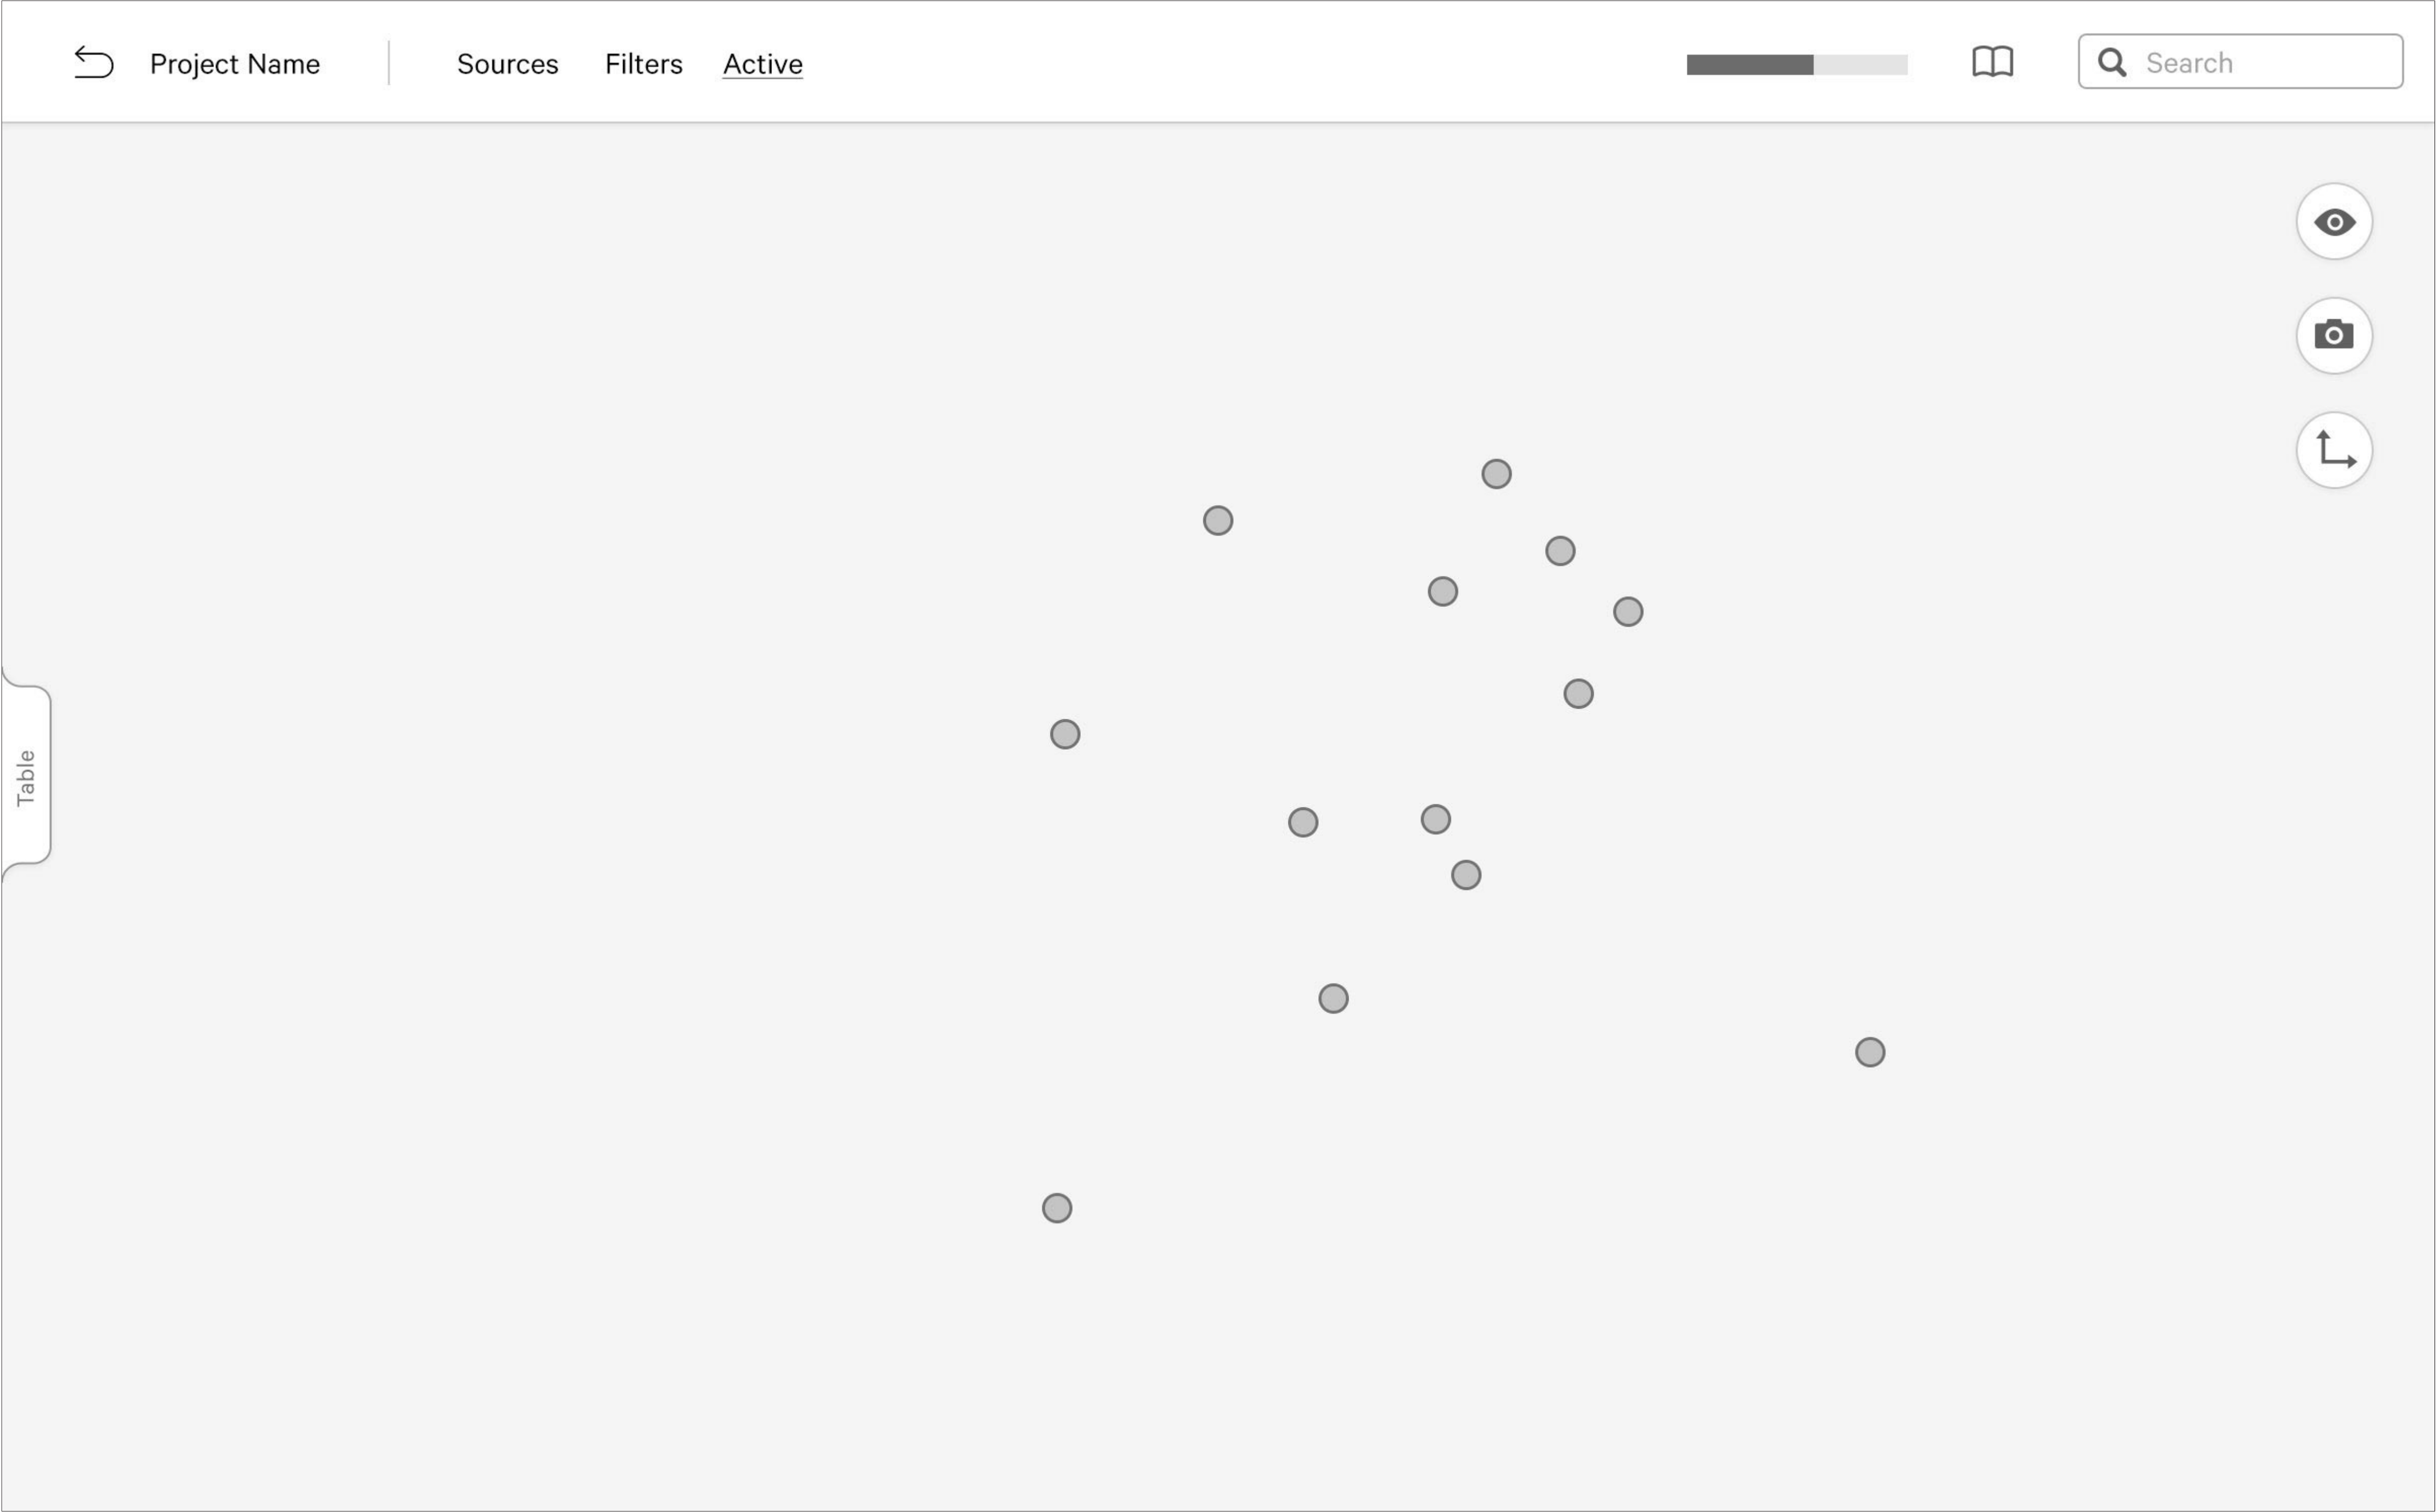 Project Name
Sources
Filters
Active
Search
Table